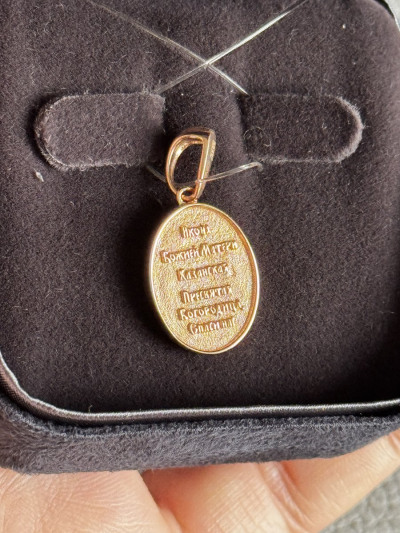 Икона
Божией Матери
Казанская
Пресвятая
Богородице,
Спаси нас